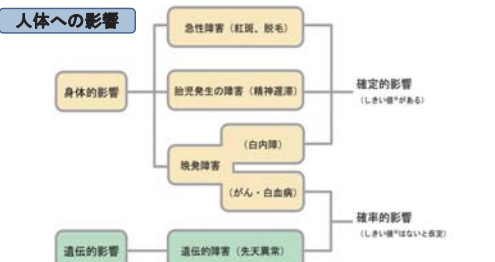 人体への影響
急性障害（紅斑、脱毛）
身体的影響
胎児発生の障害（精神遅滞）
確定的影響
（しきい値※がある）
（白内障）
晩発障害
（がん・白血病）
確率的影響
（しきい値※はないと仮定）
遺伝的影響
遺伝的障害（先天異常）